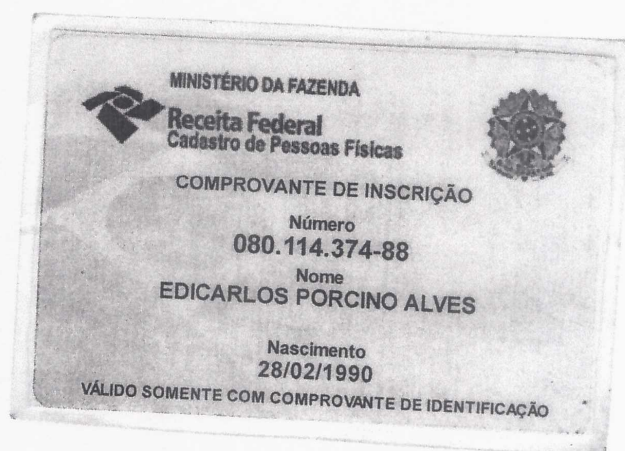 MINISTÉRIO DA FAZENDA
Receita Federal
Cadastro de Pessoas Físicas
COMPROVANTE DE INSCRIÇÃO
Número
080.114.374-88
Nome
EDICARLOS PORCINO ALVES
Nascimento
28/02/1990
VÁLIDO SOMENTE COM COMPROVANTE DE IDENTIFICAÇÃO